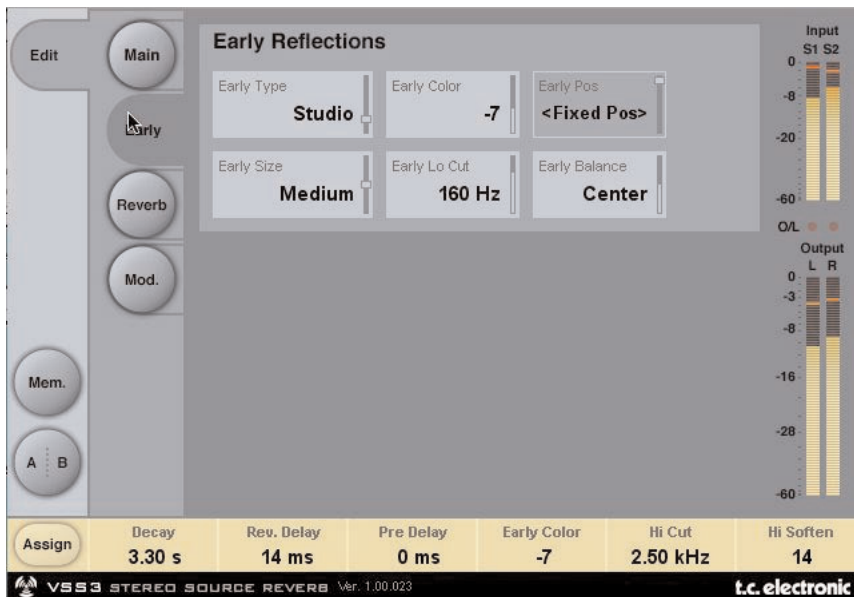 Edit
Main
Early
Reverb
Mod.
Mem.
A B
Early Reflections
Early Type
Studio
Early Color
-7
Early Pos
<Fixed Pos>
Early Size
Medium
Early Lo Cut
160 Hz
Early Balance
Center
Input
S1 S2
0
-8
-20
-60
O/L
Output
L R
0
-3
-8
-16
-28
-60
Assign
Decay
3.30 s
Rev. Delay
14 ms
Pre Delay
0 ms
Early Color
-7
Hi Cut
2.50 kHz
Hi Soften
14
VSS3 STEREO SOURCE REVERB Ver. 1.00.023
t.c. electronic